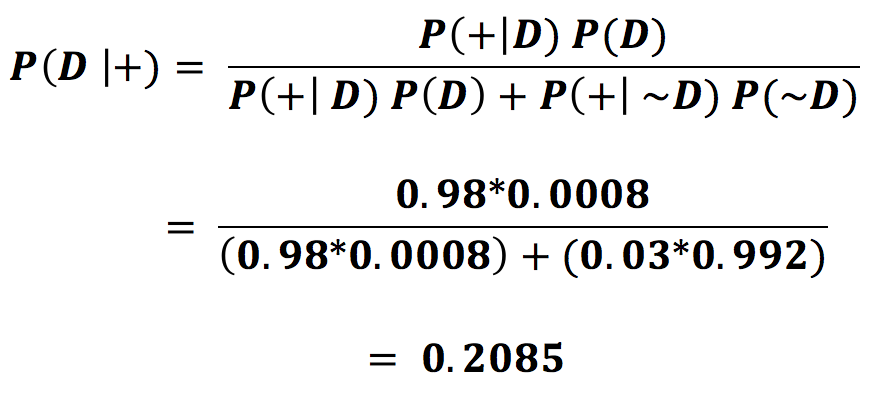 P(D |+) = P(+|D) P(D)
P(+| D) P(D) + P(+| ~D) P(~D)
= 0.98*0.0008
(0.98*0.0008) + (0.03*0.992)
= 0.2085